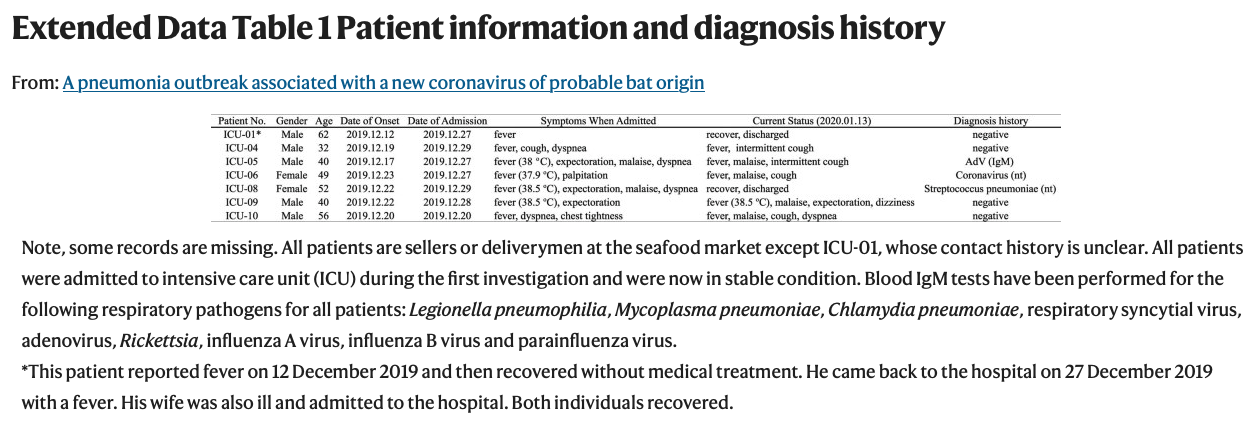 Extended Data Table 1 Patient information and diagnosis history
From: A pneumonia outbreak associated with a new coronavirus of probable bat origin
Patient No. Gender Age Date of Onset Date of Admission Symptoms When Admitted Current Status (2020.01.13) Diagnosis history
ICU-01* Male 62 2019.12.12 2019.12.27 fever recover, discharged negative
ICU-04 Male 32 2019.12.19 2019.12.29 fever, cough, dyspnea fever, intermittent cough negative
ICU-05 Male 40 2019.12.17 2019.12.27 fever (38 °C), expectoration, malaise, dyspnea fever, malaise, intermittent cough AdV (IgM)
ICU-06 Female 49 2019.12.23 2019.12.27 fever (37.9 °C), palpitation fever, malaise, cough Coronavirus (nt)
ICU-08 Female 52 2019.12.22 2019.12.29 fever (38.5 °C), expectoration, malaise, dyspnea recover, discharged Streptococcus pneumoniae (nt)
ICU-09 Male 40 2019.12.22 2019.12.28 fever (38.5 °C), expectoration fever (38.5 °C), malaise, expectoration, dizziness negative
ICU-10 Male 56 2019.12.20 2019.12.20 fever, dyspnea, chest tightness fever, malaise, cough, dyspnea negative
Note, some records are missing. All patients are sellers or deliverymen at the seafood market except ICU-01, whose contact history is unclear. All patients
were admitted to intensive care unit (ICU) during the first investigation and were now in stable condition. Blood IgM tests have been performed for the
following respiratory pathogens for all patients: Legionella pneumophilia, Mycoplasma pneumoniae, Chlamydia pneumoniae, respiratory syncytial virus,
adenovirus, Rickettsia, influenza A virus, influenza B virus and parainfluenza virus.
*This patient reported fever on 12 December 2019 and then recovered without medical treatment. He came back to the hospital on 27 December 2019
with a fever. His wife was also ill and admitted to the hospital. Both individuals recovered.